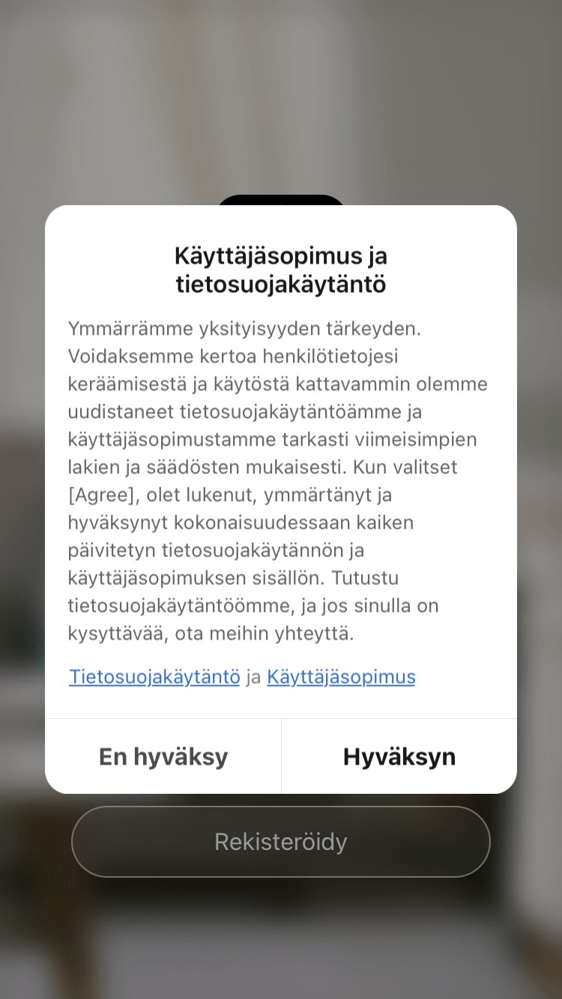 Käyttäjäsopimus ja
tietosuojakäytäntö
Ymmärrämme yksityisyyden tärkeyden.
Voidaksemme kertoa henkilötietojesi
keräämisestä ja käytöstä kattavammin olemme
uudistaneet tietosuojakäytäntöämme ja
käyttäjäsopimustamme tarkasti viimeisimpien
lakien ja säädösten mukaisesti. Kun valitset
[Agree], olet lukenut, ymmärtänyt ja
hyväksynyt kokonaisuudessaan kaiken
päivitetyn tietosuojakäytännön ja
käyttäjäsopimuksen sisällön. Tutustu
tietosuojakäytäntöömme, ja jos sinulla on
kysyttävää, ota meihin yhteyttä.
Tietosuojakäytäntö ja Käyttäjäsopimus
En hyväksy
Hyväksyn
Rekisteröidy